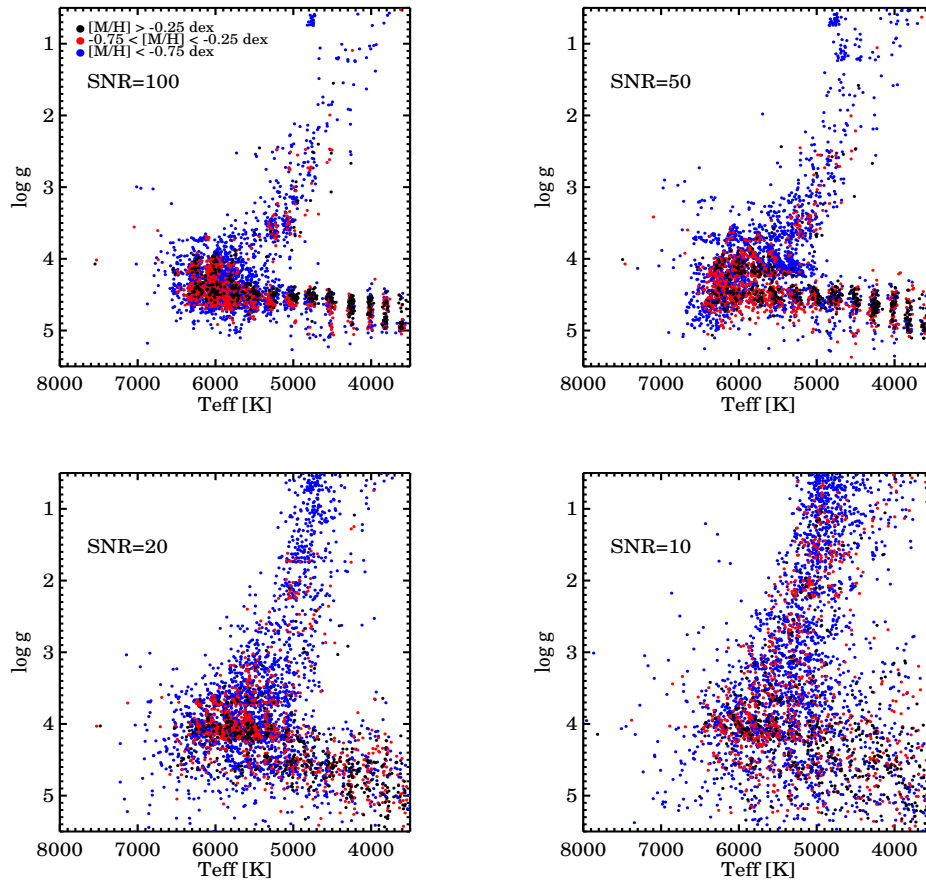 [M/H] > -0.25 dex
-0.75 < [M/H] < -0.25 dex
[M/H] < -0.75 dex
SNR=100
1
2
3
4
5
log g
8000 7000 6000 5000 4000
Teff [K]
SNR=50
1
2
3
4
5
log g
8000 7000 6000 5000 4000
Teff [K]
SNR=20
1
2
3
4
5
log g
8000 7000 6000 5000 4000
Teff [K]
SNR=10
1
2
3
4
5
log g
8000 7000 6000 5000 4000
Teff [K]